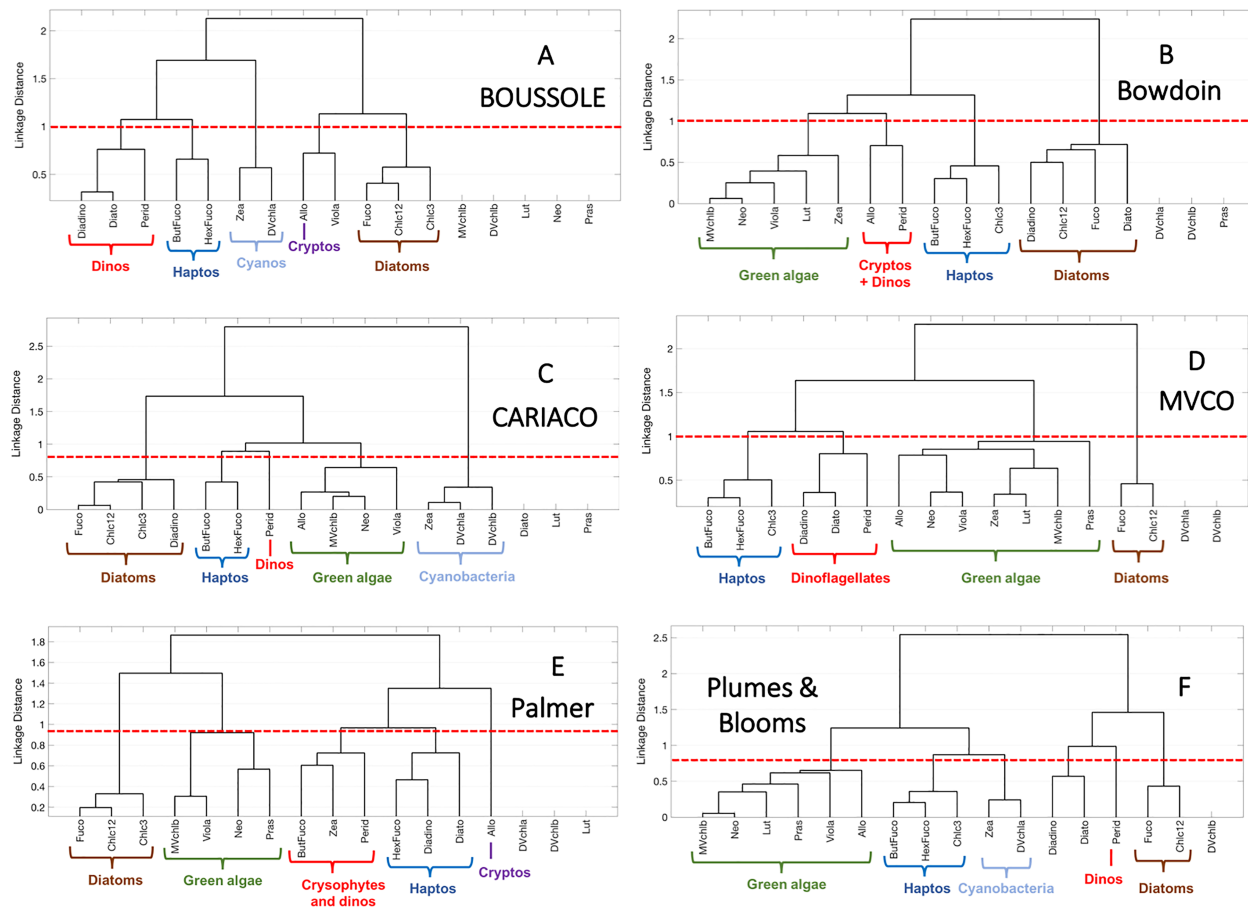 A
BOUSSOLE
Linkage Distance
2
1.5
1
0.5
Diadino
Diato
Perid
ButFuco
HexFuco
Zea
DVchla
Allo
Viola
Fuco
Chlc12
Chlc3
MVchlb
DVchlb
Lut
Neo
Pras
Dinos
Haptos
Cyanos
Cryptos
Diatoms
B
Bowdoin
Linkage Distance
2
1.5
1
0.5
0
MVchlb
Neo
Viola
Lut
Zea
Allo
Perid
ButFuco
HexFuco
Chlc3
Diadino
Chlc12
Fuco
Diato
DVchla
DVchlb
Pras
Green algae
Cryptos
+ Dinos
Haptos
Diatoms
C
CARIACO
Linkage Distance
2.5
2
1.5
1
0.5
0
Fuco
Chlc12
Chlc3
Diadino
ButFuco
HexFuco
Perid
Allo
MVchlb
Neo
Viola
Zea
DVchla
DVchlb
Diato
Lut
Pras
Diatoms
Haptos
Dinos
Green algae
Cyanobacteria
D
MVCO
Linkage Distance
2
1.5
1
0.5
ButFuco
HexFuco
Chlc3
Diadino
Diato
Perid
Allo
Neo
Viola
Zea
Lut
MVchlb
Pras
Fuco
Chlc12
DVchla
DVchlb
Haptos
Dinoflagellates
Green algae
Diatoms
E
Palmer
Linkage Distance
1.8
1.6
1.4
1.2
1
0.8
0.6
0.4
0.2
Fuco
Chlc12
Chlc3
MVchlb
Viola
Neo
Pras
ButFuco
Zea
Perid
HexFuco
Diadino
Diato
Allo
DVchla
DVchlb
Lut
Diatoms
Green algae
Crysophytes
and dinos
Haptos
Cryptos
Plumes &
Blooms
F
Linkage Distance
2.5
2
1.5
1
0.5
0
MVchlb
Neo
Lut
Pras
Viola
Allo
ButFuco
HexFuco
Chlc3
Zea
DVchla
Diadino
Diato
Perid
Fuco
Chlc12
DVchlb
Green algae
Haptos
Cyanobacteria
Dinos
Diatoms